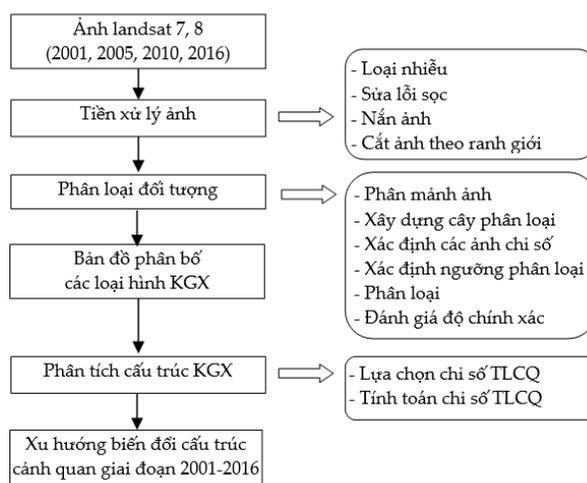 Ảnh landsat 7, 8
(2001, 2005, 2010, 2016)
Tiền xử lý ảnh
- Loại nhiễu
- Sửa lỗi sọc
- Nắn ảnh
- Cắt ảnh theo ranh giới
Phân loại đối tượng
- Phân mảnh ảnh
- Xây dựng cây phân loại
- Xác định các ảnh chỉ số
- Xác định ngưỡng phân loại
- Phân loại
- Đánh giá độ chính xác
Bản đồ phân bố
các loại hình KGX
Phân tích cấu trúc KGX
- Lựa chọn chỉ số TLCQ
- Tính toán chỉ số TLCQ
Xu hướng biến đổi cấu trúc
cảnh quan giai đoạn 2001-2016